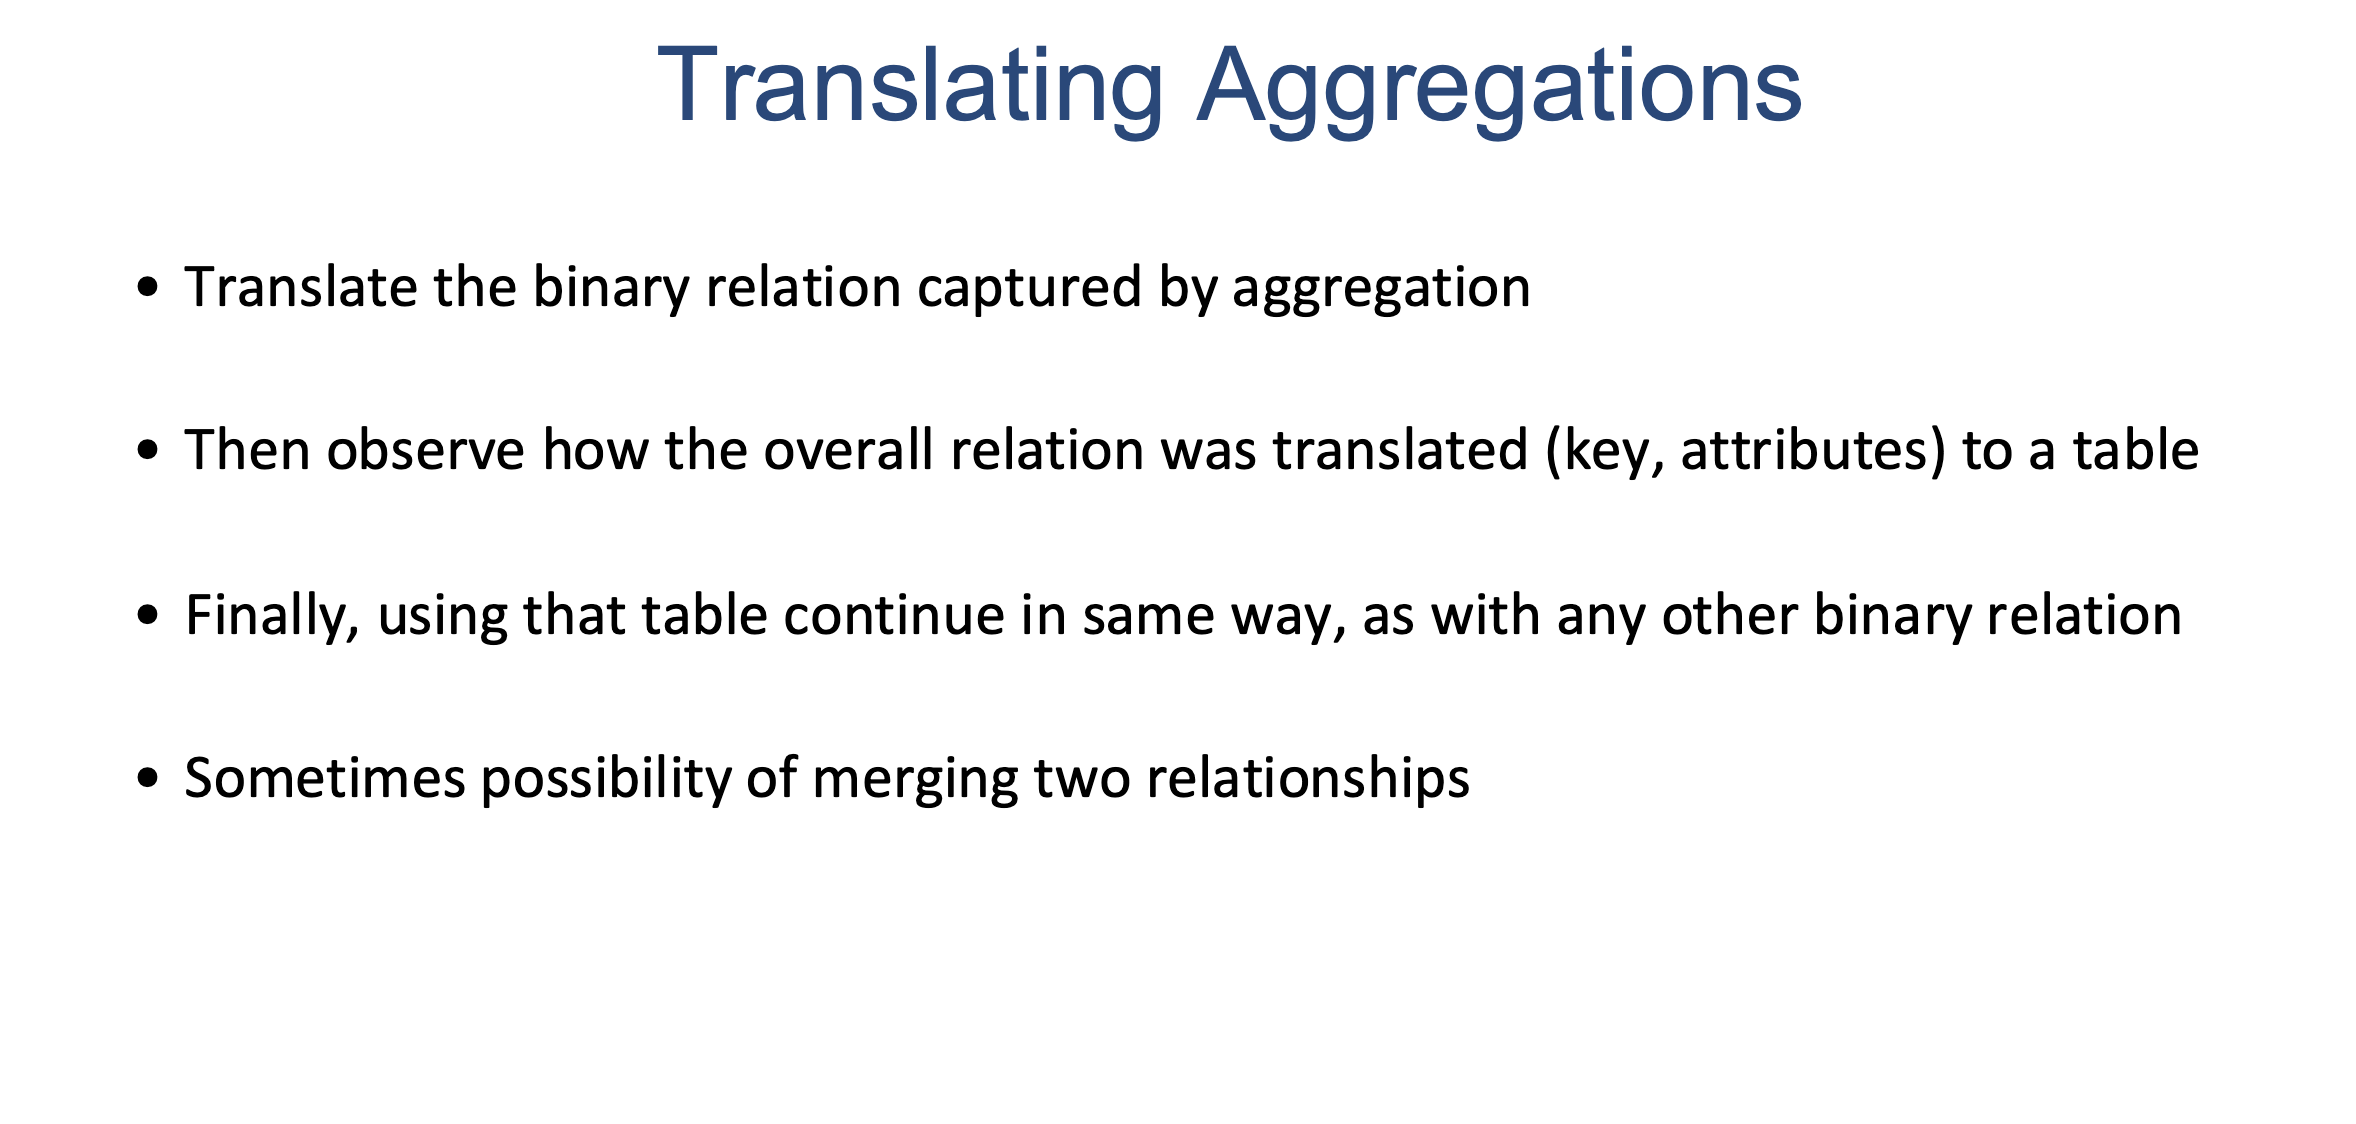 Translating Aggregations
• Translate the binary relation captured by aggregation
• Then observe how the overall relation was translated (key, attributes) to a table
• Finally, using that table continue in same way, as with any other binary relation
• Sometimes possibility of merging two relationships